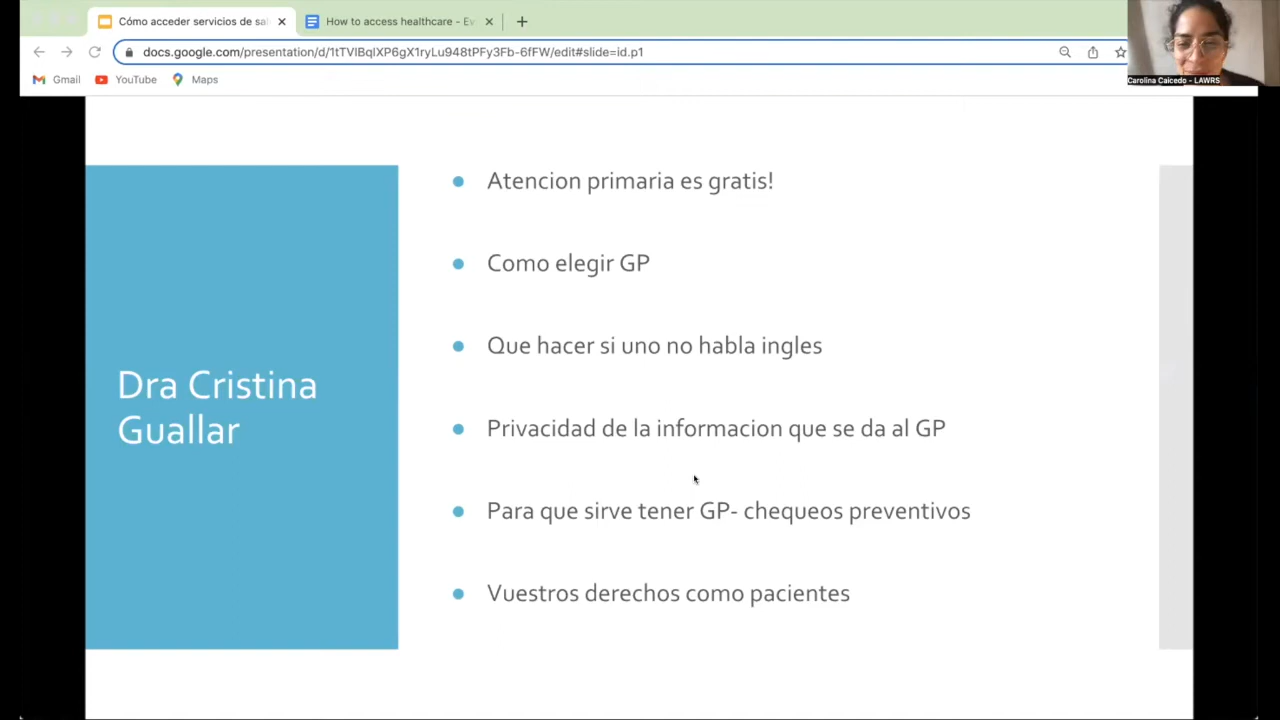 Cómo acceder servicios de sal
How to access healthcare - Ev
docs.google.com/presentation/d/1tTVlBqlXP6gX1ryLu948tPFy3Fb-6fFW/edit#slide=id.p1
Gmail
YouTube
Maps
Carolina Caicedo - LAWRS
Dra Cristina
Guallar
Atencion primaria es gratis!
Como elegir GP
Que hacer si uno no habla ingles
Privacidad de la informacion que se da al GP
Para que sirve tener GP- chequeos preventivos
Vuestros derechos como pacientes